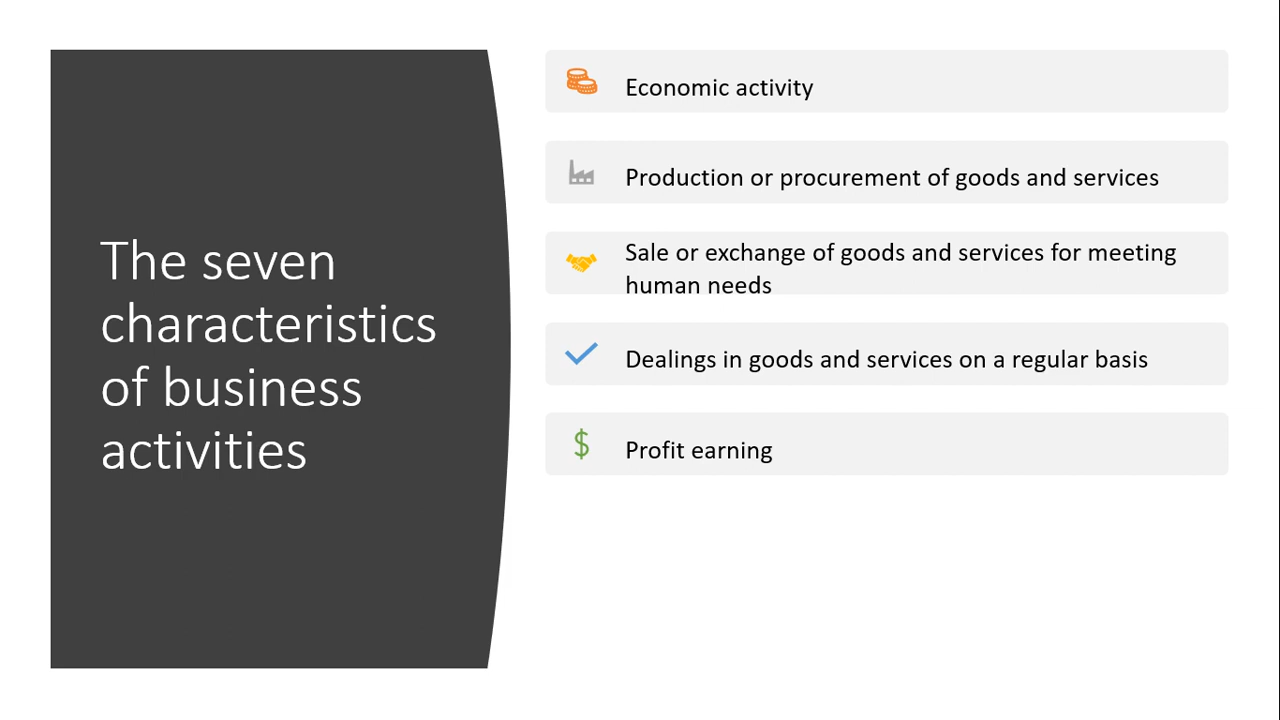 The seven
characteristics
of business
activities
Economic activity
Production or procurement of goods and services
Sale or exchange of goods and services for meeting
human needs
Dealings in goods and services on a regular basis
Profit earning